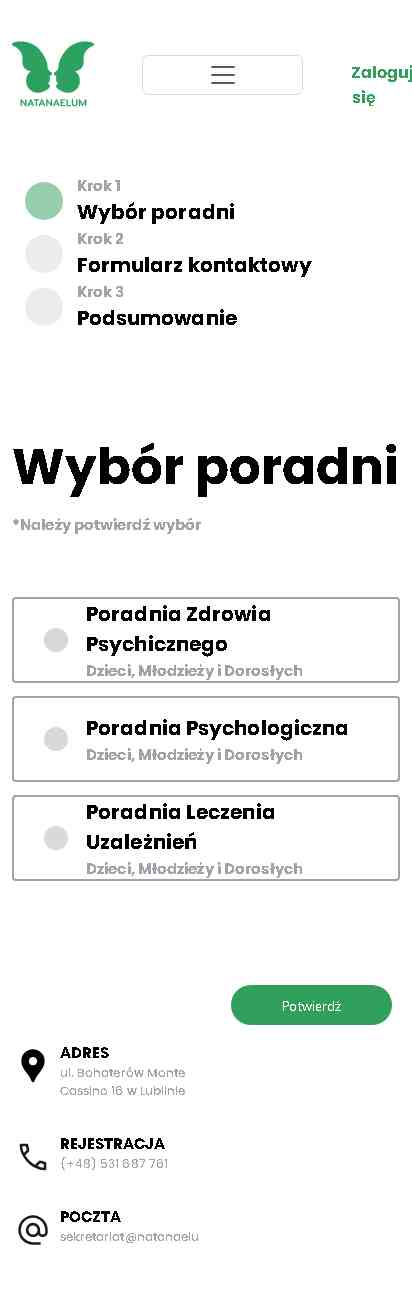 NATANAELUM
Zaloguj
się
Krok 1
Wybór poradni
Krok 2
Formularz kontaktowy
Krok 3
Podsumowanie
Wybór poradni
*Należy potwierdź wybór
Poradnia Zdrowia
Psychicznego
Dzieci, Młodzieży i Dorosłych
Poradnia Psychologiczna
Dzieci, Młodzieży i Dorosłych
Poradnia Leczenia
Uzależnień
Dzieci, Młodzieży i Dorosłych
Potwierdź
ADRES
ul. Bohaterów Monte
Cassino 16 w Lublinie
REJESTRACJA
(+48) 531 687 761
POCZTA
sekretariat@natanaelu